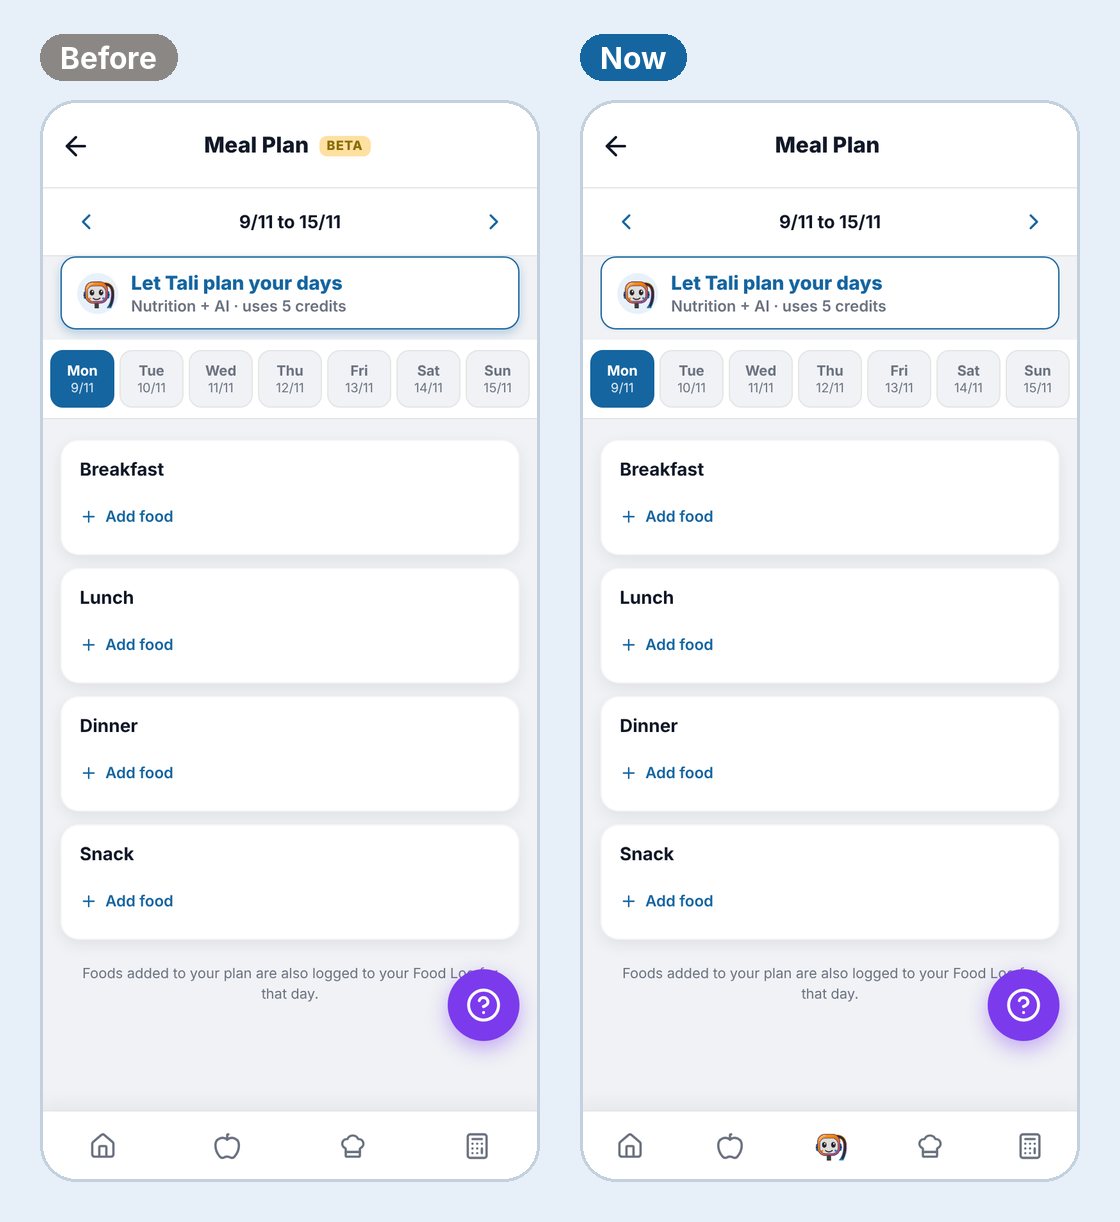 Before
Meal Plan BETA
9/11 to 15/11
Let Tali plan your days
Nutrition + AI · uses 5 credits
Mon Tue Wed Thu Fri Sat Sun
9/11 10/11 11/11 12/11 13/11 14/11 15/11
Breakfast
+ Add food
Lunch
+ Add food
Dinner
+ Add food
Snack
+ Add food
Foods added to your plan are also logged to your Food
that day.
Now
Meal Plan
9/11 to 15/11
Let Tali plan your days
Nutrition + AI · uses 5 credits
Mon Tue Wed Thu Fri Sat Sun
9/11 10/11 11/11 12/11 13/11 14/11 15/11
Breakfast
+ Add food
Lunch
+ Add food
Dinner
+ Add food
Snack
+ Add food
Foods added to your plan are also logged to your Food
that day.